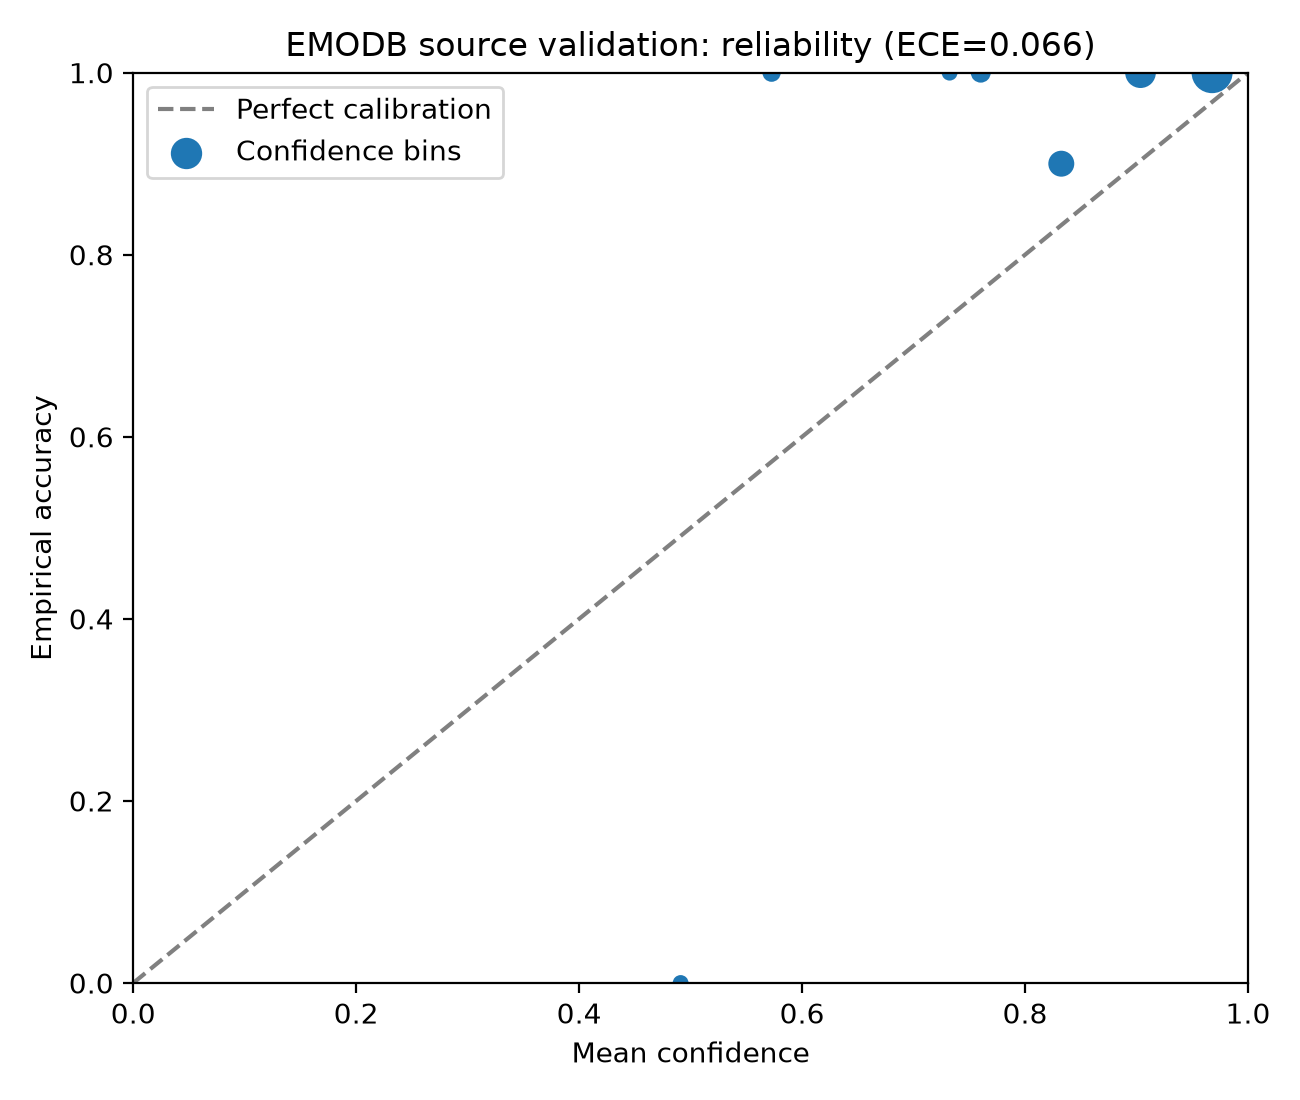 EMODB source validation: reliability (ECE=0.066)
Perfect calibration
Confidence bins
1.0
0.8
0.6
0.4
0.2
0.0
Empirical accuracy
0.0 0.2 0.4 0.6 0.8 1.0
Mean confidence